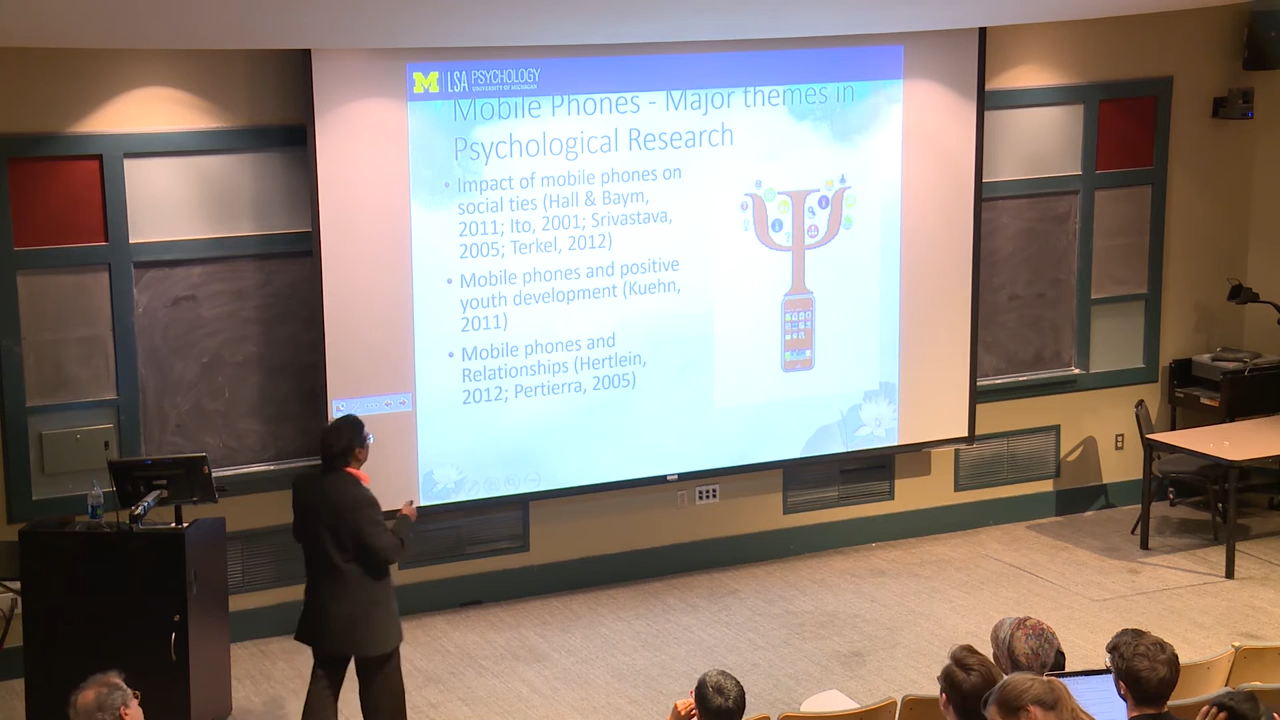 M LSA PSYCHOLOGY
UNIVERSITY OF MICHIGAN
Mobile Phones - Major themes in
Psychological Research
• Impact of mobile phones on
social ties (Hall & Baym,
2011; Ito, 2001; Srivastava,
2005; Terkel, 2012)
• Mobile phones and positive
youth development (Kuehn,
2011)
• Mobile phones and
Relationships (Hertlein,
2012; Pertierra, 2005)